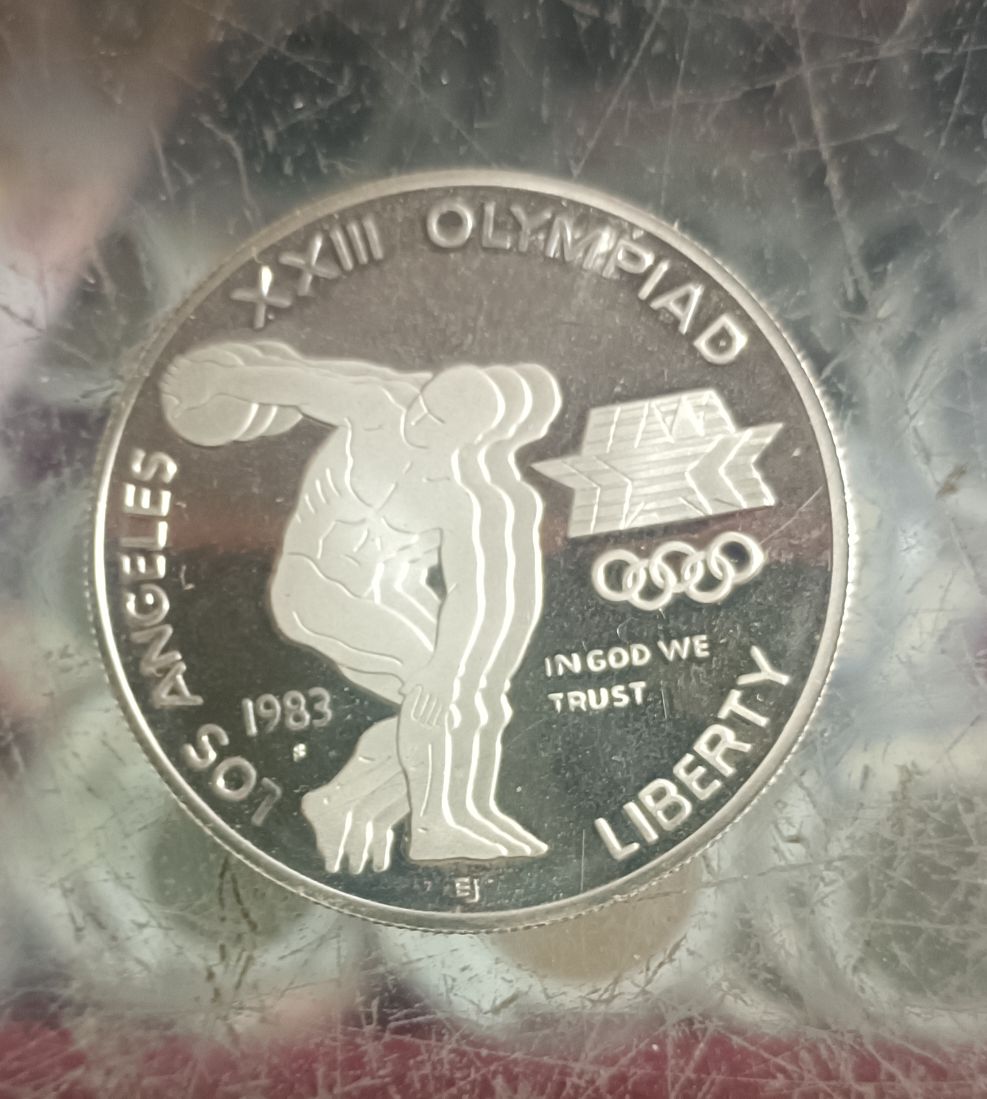 XXIII OLYMPIAD
LOS ANGELES
1983
S
IN GOD WE
TRUST
LIBERTY
EJ